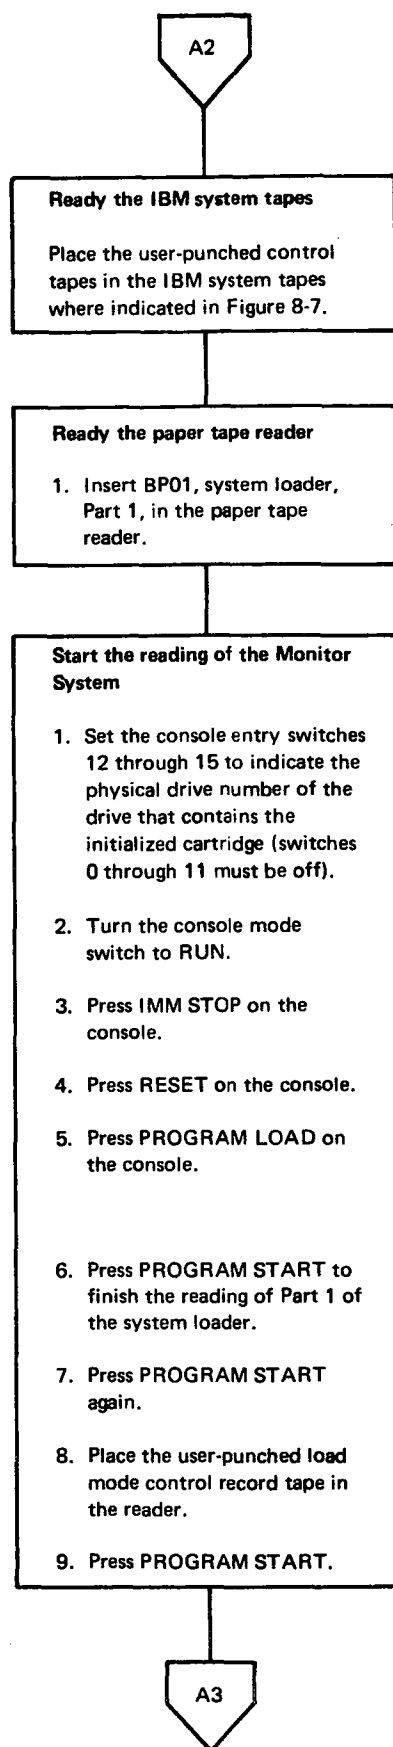 A2
Ready the IBM system tapes
Place the user-punched control
tapes in the IBM system tapes
where indicated in Figure 8-7.
Ready the paper tape reader
1. Insert BP01, system loader,
Part 1, in the paper tape
reader.
Start the reading of the Monitor
System
1. Set the console entry switches
12 through 15 to indicate the
physical drive number of the
drive that contains the
initialized cartridge (switches
0 through 11 must be off).
2. Turn the console mode
switch to RUN.
3. Press IMM STOP on the
console.
4. Press RESET on the console.
5. Press PROGRAM LOAD on
the console.
6. Press PROGRAM START to
finish the reading of Part 1 of
the system loader.
7. Press PROGRAM START
again.
8. Place the user-punched load
mode control record tape in
the reader.
9. Press PROGRAM START.
A3